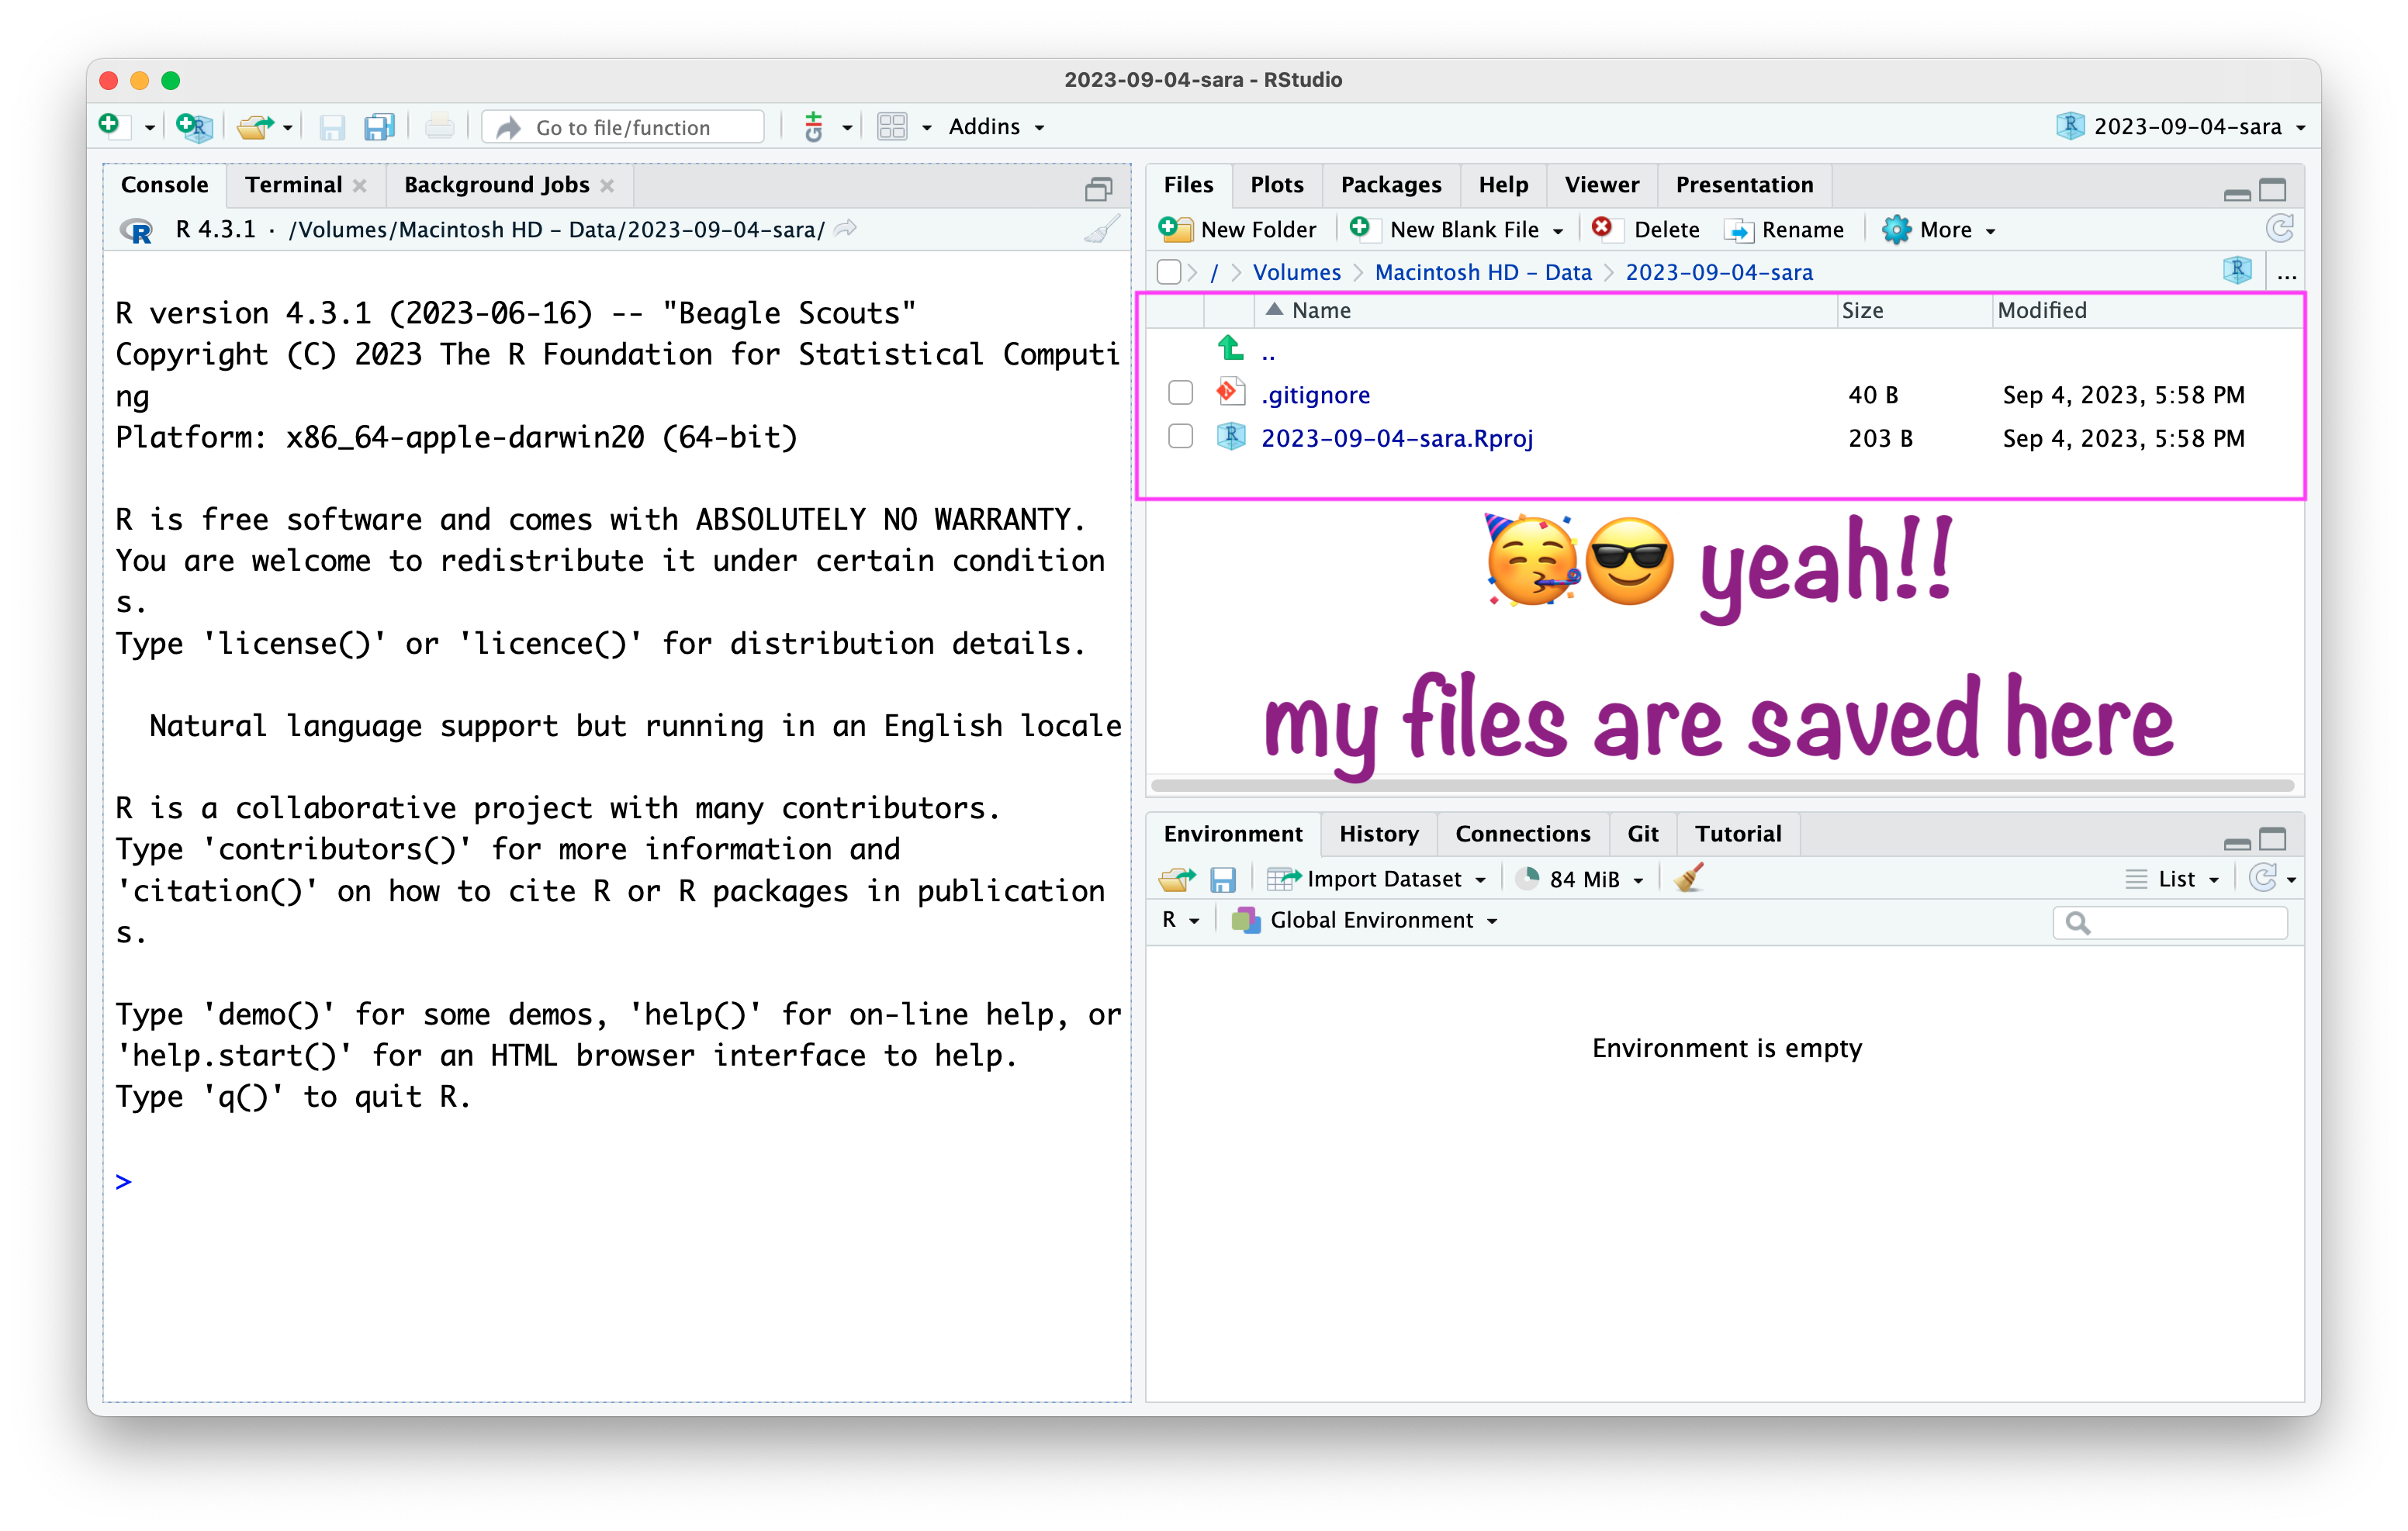 2023-09-04-sara - RStudio
Go to file/function
Addins
2023-09-04-sara
Console Terminal Background Jobs
R 4.3.1 · /Volumes/Macintosh HD - Data/2023-09-04-sara/
R version 4.3.1 (2023-06-16) -- "Beagle Scouts"
Copyright (C) 2023 The R Foundation for Statistical Computi
ng
Platform: x86_64-apple-darwin20 (64-bit)
R is free software and comes with ABSOLUTELY NO WARRANTY.
You are welcome to redistribute it under certain condition
s.
Type 'license()' or 'licence()' for distribution details.
Natural language support but running in an English locale
R is a collaborative project with many contributors.
Type 'contributors()' for more information and
'citation()' on how to cite R or R packages in publication
s.
Type 'demo()' for some demos, 'help()' for on-line help, or
'help.start()' for an HTML browser interface to help.
Type 'q()' to quit R.
>
Files Plots Packages Help Viewer Presentation
New Folder New Blank File Delete Rename More
/ Volumes Macintosh HD - Data 2023-09-04-sara ...
Name Size Modified
..
.gitignore 40 B Sep 4, 2023, 5:58 PM
2023-09-04-sara.Rproj 203 B Sep 4, 2023, 5:58 PM
🥳😎 yeah!!
my files are saved here
Environment History Connections Git Tutorial
Import Dataset 84 MiB List
R Global Environment
Environment is empty